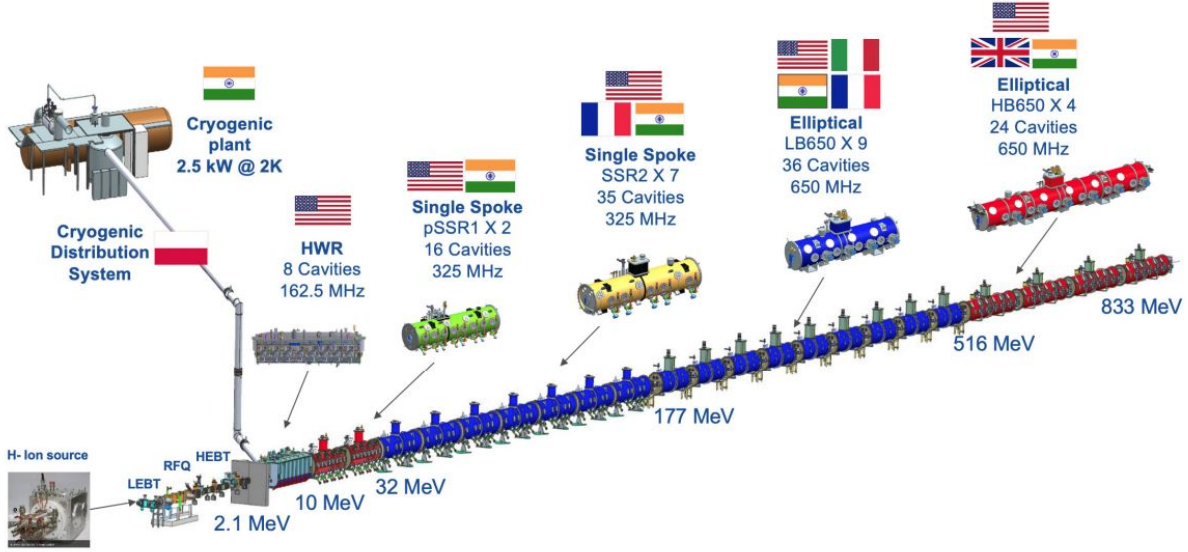 Cryogenic
plant
2.5 kW @ 2K
Cryogenic
Distribution
System
HWR
8 Cavities
162.5 MHz
Single Spoke
pSSR1 X 2
16 Cavities
325 MHz
Single Spoke
SSR2 X 7
35 Cavities
325 MHz
Elliptical
LB650 X 9
36 Cavities
650 MHz
Elliptical
HB650 X 4
24 Cavities
650 MHz
H- Ion source
LEBT
RFQ
HEBT
2.1 MeV
10 MeV
32 MeV
177 MeV
516 MeV
833 MeV